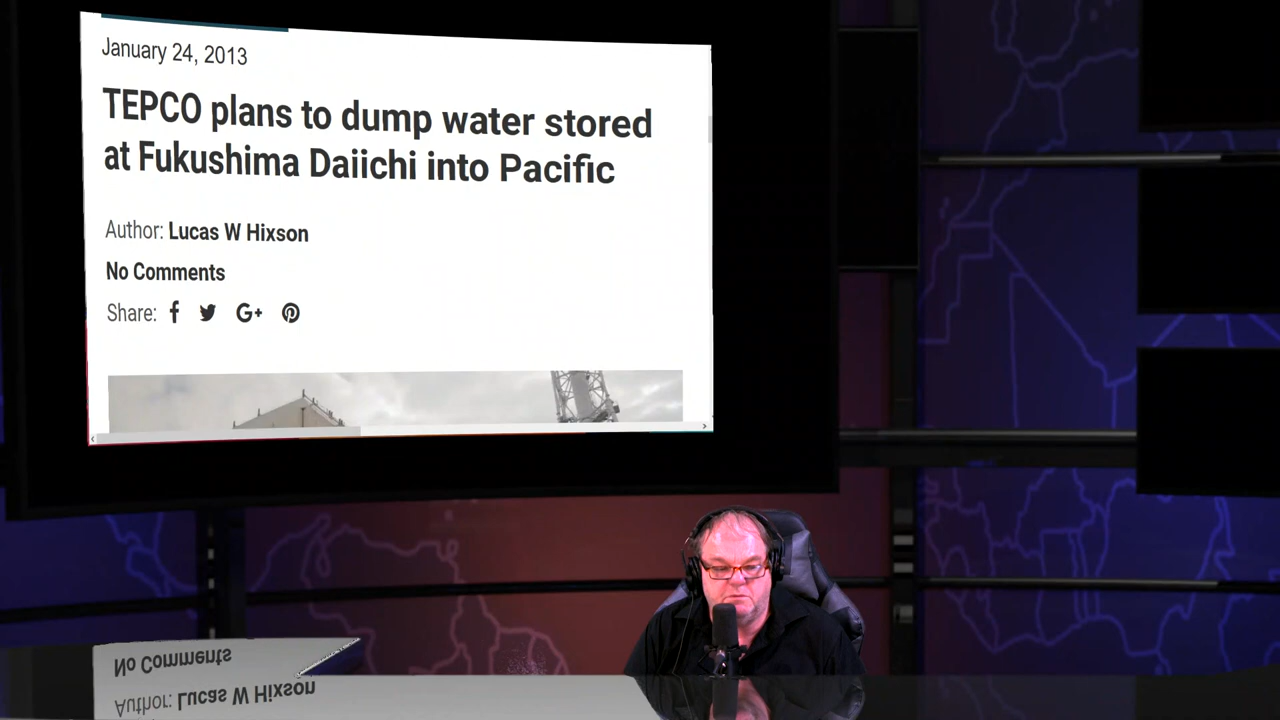 January 24, 2013
TEPCO plans to dump water stored
at Fukushima Daiichi into Pacific
Author: Lucas W Hixson
No Comments
Share:
No Comments
Author: Lucas W Hixson